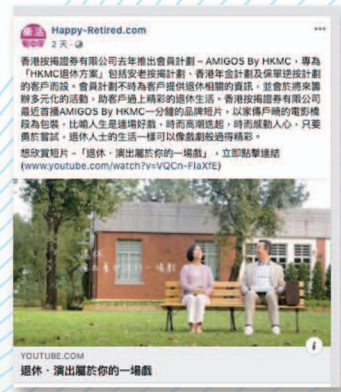 樂活
Happy-Retired.com
2 天
香港按揭證券有限公司去年推出會員計劃 – AMIGOS By HKMC，專為
「HKMC退休方案」包括安老按揭計劃、香港年金計劃及保單逆按計劃
的客戶而設。會員計劃不時為客戶提供退休相關的資訊，並會於將來籌
辦多元化的活動，助客戶過上精彩的退休生活。香港按揭證券有限公司
最近首播AMIGOS By HKMC一分鐘的品牌短片，以家傳戶曉的電影橋
段為包裝，比喻人生是連場好戲，時而高潮迭起，時而感動人心，只要
勇於嘗試，退休人士的生活一樣可以像戲劇般過得精彩。
想欣賞短片 –「退休‧演出屬於你的一場戲」，立即點擊連結
(www.youtube.com/watch?v=VQCn-FIaXfE)
退休
YOUTUBE.COM
退休‧演出屬於你的一場戲